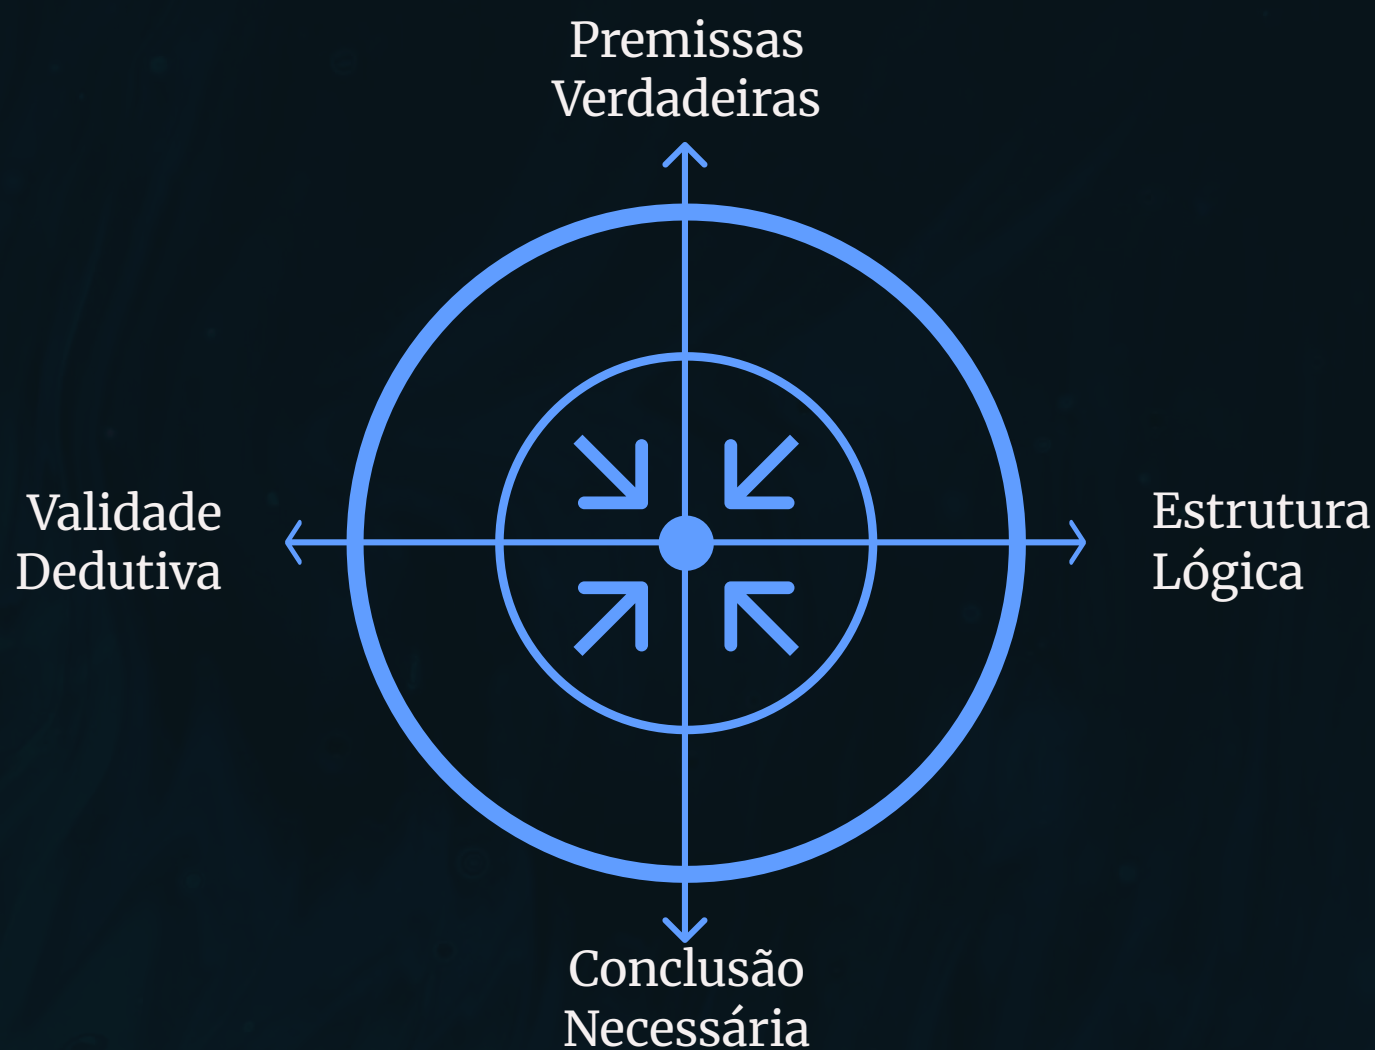 Premissas
Verdadeiras
Validade
Dedutiva
Estrutura
Lógica
Conclusão
Necessária